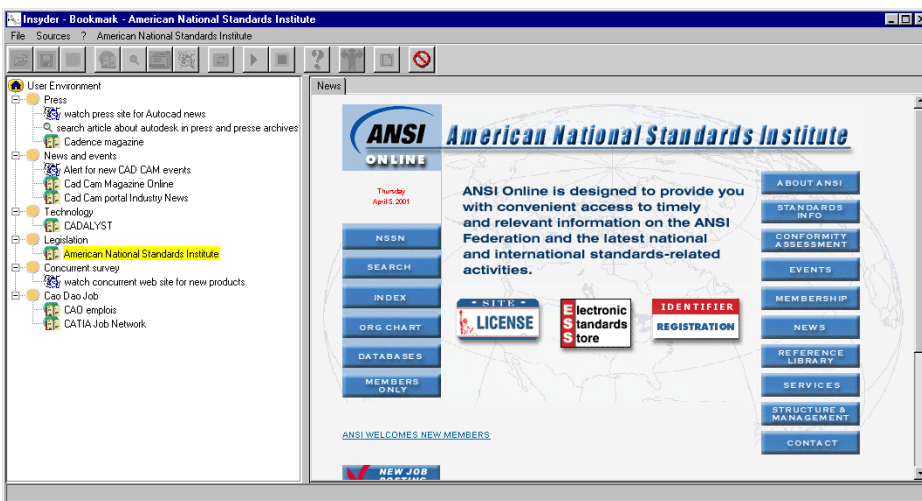 Insyder - Bookmark - American National Standards Institute
File Sources ? American National Standards Institute
User Environment
Press
watch press site for Autocad news
search article about autodesk in press and presse archives
Cadence magazine
News and events
Alert for new CAD CAM events
Cad Cam Magazine Online
Cad Cam portal Industry News
Technology
CADALYST
Legislation
American National Standards Institute
Concurrent survey
watch concurrent web site for new products
Cao Dao Job
CAO emplois
CATIA Job Network
News
ANSI
ONLINE
American National Standards Institute
Thursday
April 5, 2001
ANSI Online is designed to provide you
with convenient access to timely
and relevant information on the ANSI
Federation and the latest national
and international standards-related
activities.
NSSN
SEARCH
INDEX
ORG CHART
DATABASES
MEMBERS
ONLY
• SITE •
LICENSE
Electronic
Standards
Store
IDENTIFIER
REGISTRATION
ABOUT ANSI
STANDARDS
INFO
CONFORMITY
ASSESSMENT
EVENTS
MEMBERSHIP
NEWS
REFERENCE
LIBRARY
SERVICES
STRUCTURE &
MANAGEMENT
CONTACT
ANSI WELCOMES NEW MEMBERS
NEW JOB
POSTING